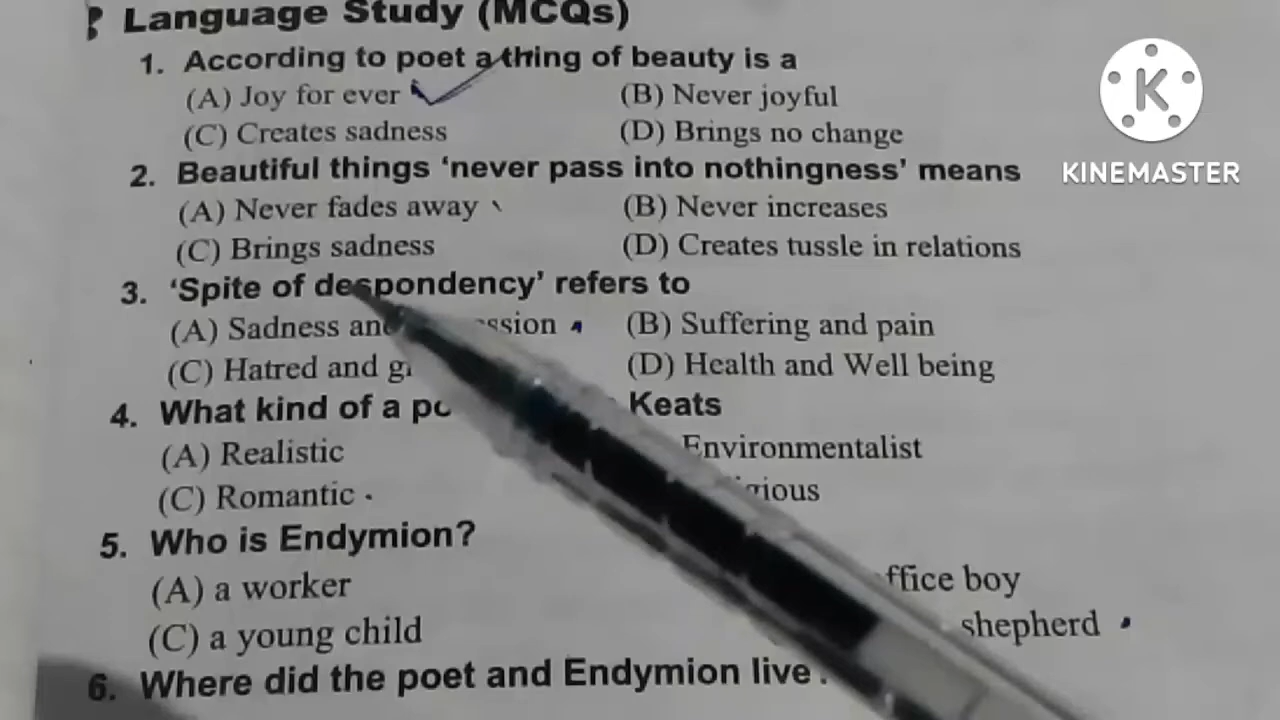 Language Study (MCQs)
1. According to poet a thing of beauty is a
(A) Joy for ever (B) Never joyful
(C) Creates sadness (D) Brings no change
2. Beautiful things ‘never pass into nothingness’ means
(A) Never fades away (B) Never increases
(C) Brings sadness (D) Creates tussle in relations
3. ‘Spite of despondency’ refers to
(A) Sadness (B) Suffering and pain
(C) Hatred and (D) Health and Well being
4. What kind of a Keats
(A) Realistic Environmentalist
(C) Romantic
5. Who is Endymion?
(A) a worker boy
(C) a young child shepherd
6. Where did the poet and Endymion live
K
KINEMASTER